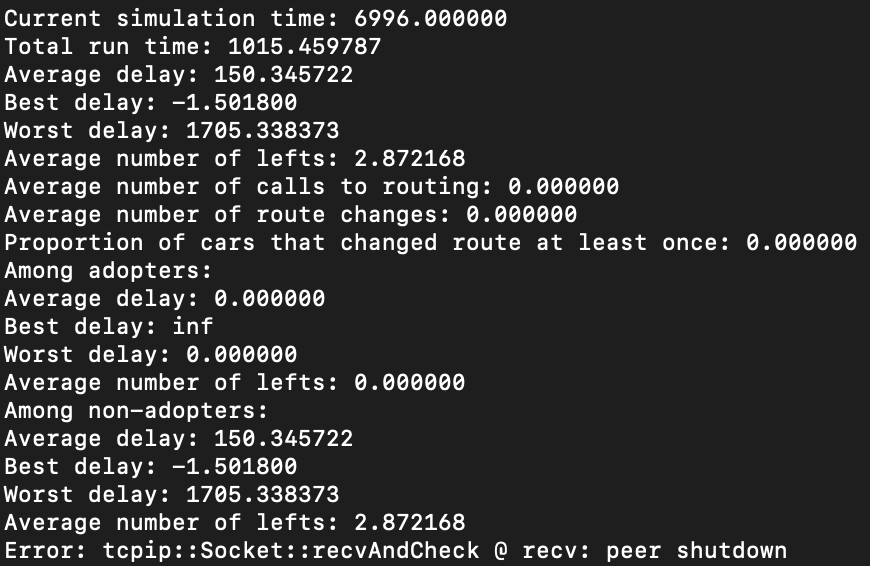 Current simulation time: 6996.000000
Total run time: 1015.459787
Average delay: 150.345722
Best delay: -1.501800
Worst delay: 1705.338373
Average number of lefts: 2.872168
Average number of calls to routing: 0.000000
Average number of route changes: 0.000000
Proportion of cars that changed route at least once: 0.000000
Among adopters:
Average delay: 0.000000
Best delay: inf
Worst delay: 0.000000
Average number of lefts: 0.000000
Among non-adopters:
Average delay: 150.345722
Best delay: -1.501800
Worst delay: 1705.338373
Average number of lefts: 2.872168
Error: tcpip::Socket::recvAndCheck @ recv: peer shutdown